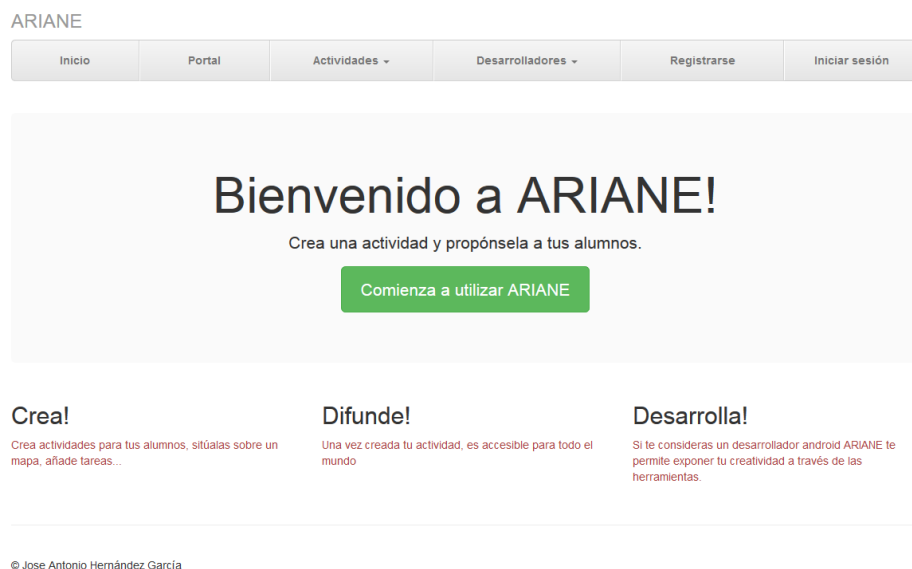 ARIANE
Inicio Portal Actividades Desarrolladores Registrarse Iniciar sesión
Bienvenido a ARIANE!
Crea una actividad y propónsela a tus alumnos.
Comienza a utilizar ARIANE
Crea!
Crea actividades para tus alumnos, sitúalas sobre un
mapa, añade tareas...
Difunde!
Una vez creada tu actividad, es accesible para todo el
mundo
Desarrolla!
Si te consideras un desarrollador android ARIANE te
permite exponer tu creatividad a través de las
herramientas.
© Jose Antonio Hernández García